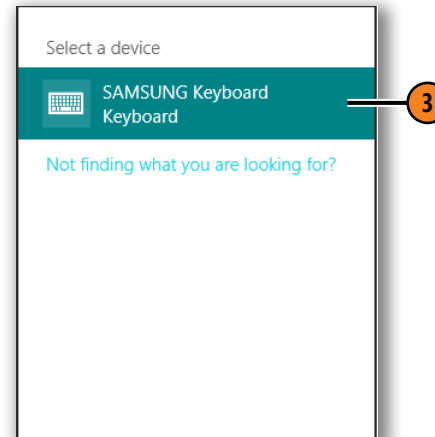 Select a device
SAMSUNG Keyboard
Keyboard
3
Not finding what you are looking for?